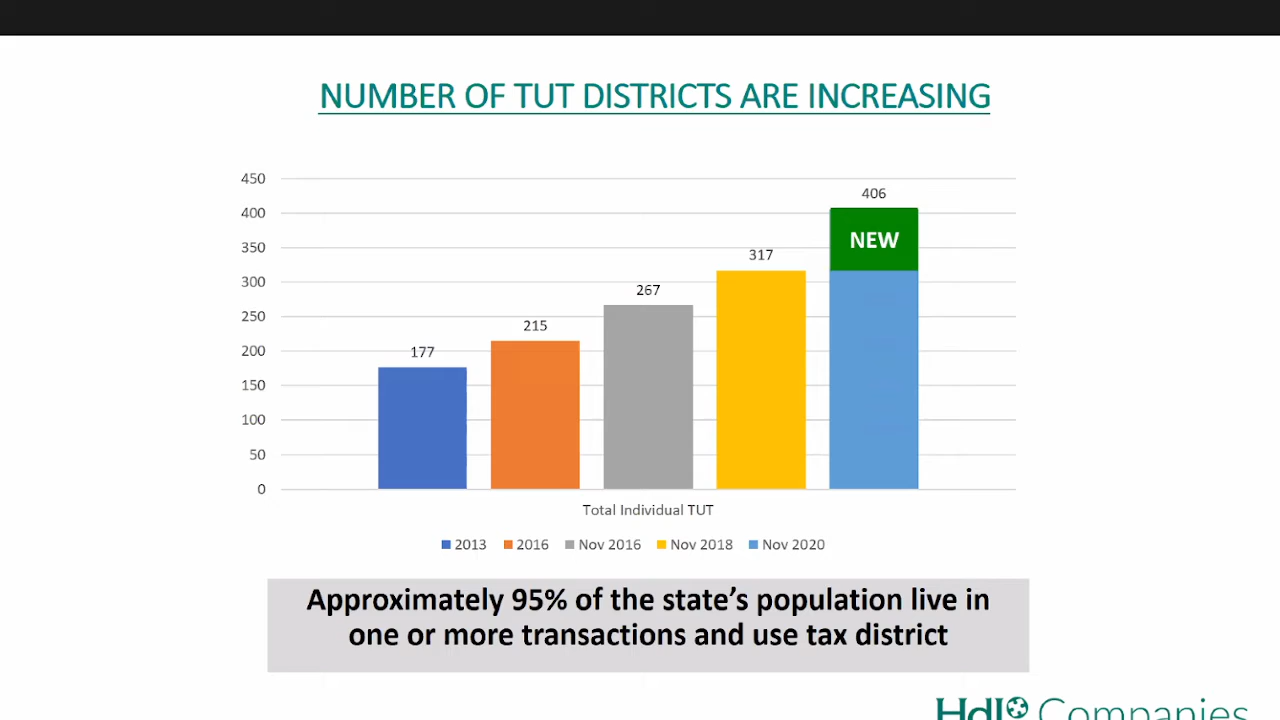 NUMBER OF TUT DISTRICTS ARE INCREASING
450
400
350
300
250
200
150
100
50
0
177
215
267
317
406
NEW
Total Individual TUT
2013 2016 Nov 2016 Nov 2018 Nov 2020
Approximately 95% of the state's population live in
one or more transactions and use tax district
HdL Companies